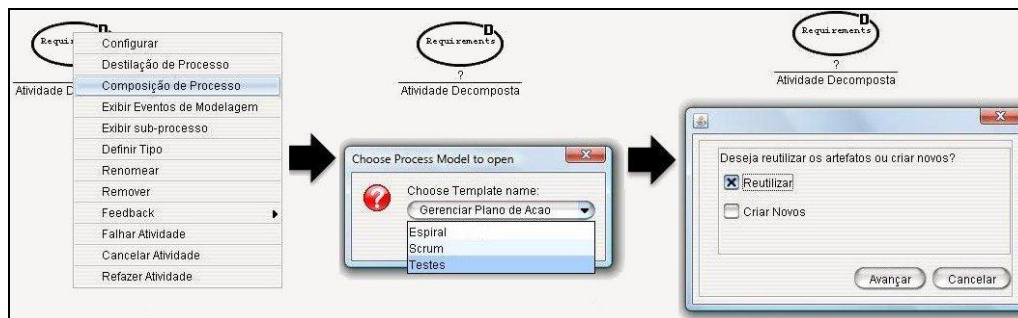 D
Requi
Atividade D
Configurar
Destilação de Processo
Composição de Processo
Exibir Eventos de Modelagem
Exibir sub-processo
Definir Tipo
Renomear
Remover
Feedback
Falhar Atividade
Cancelar Atividade
Refazer Atividade
D
Requirements
?
Atividade Decomposta
Choose Process Model to open
Choose Template name:
Gerenciar Plano de Acao
Espiral
Scrum
Testes
D
Requirements
?
Atividade Decomposta
Deseja reutilizar os artefatos ou criar novos?
Reutilizar
Criar Novos
Avançar Cancelar